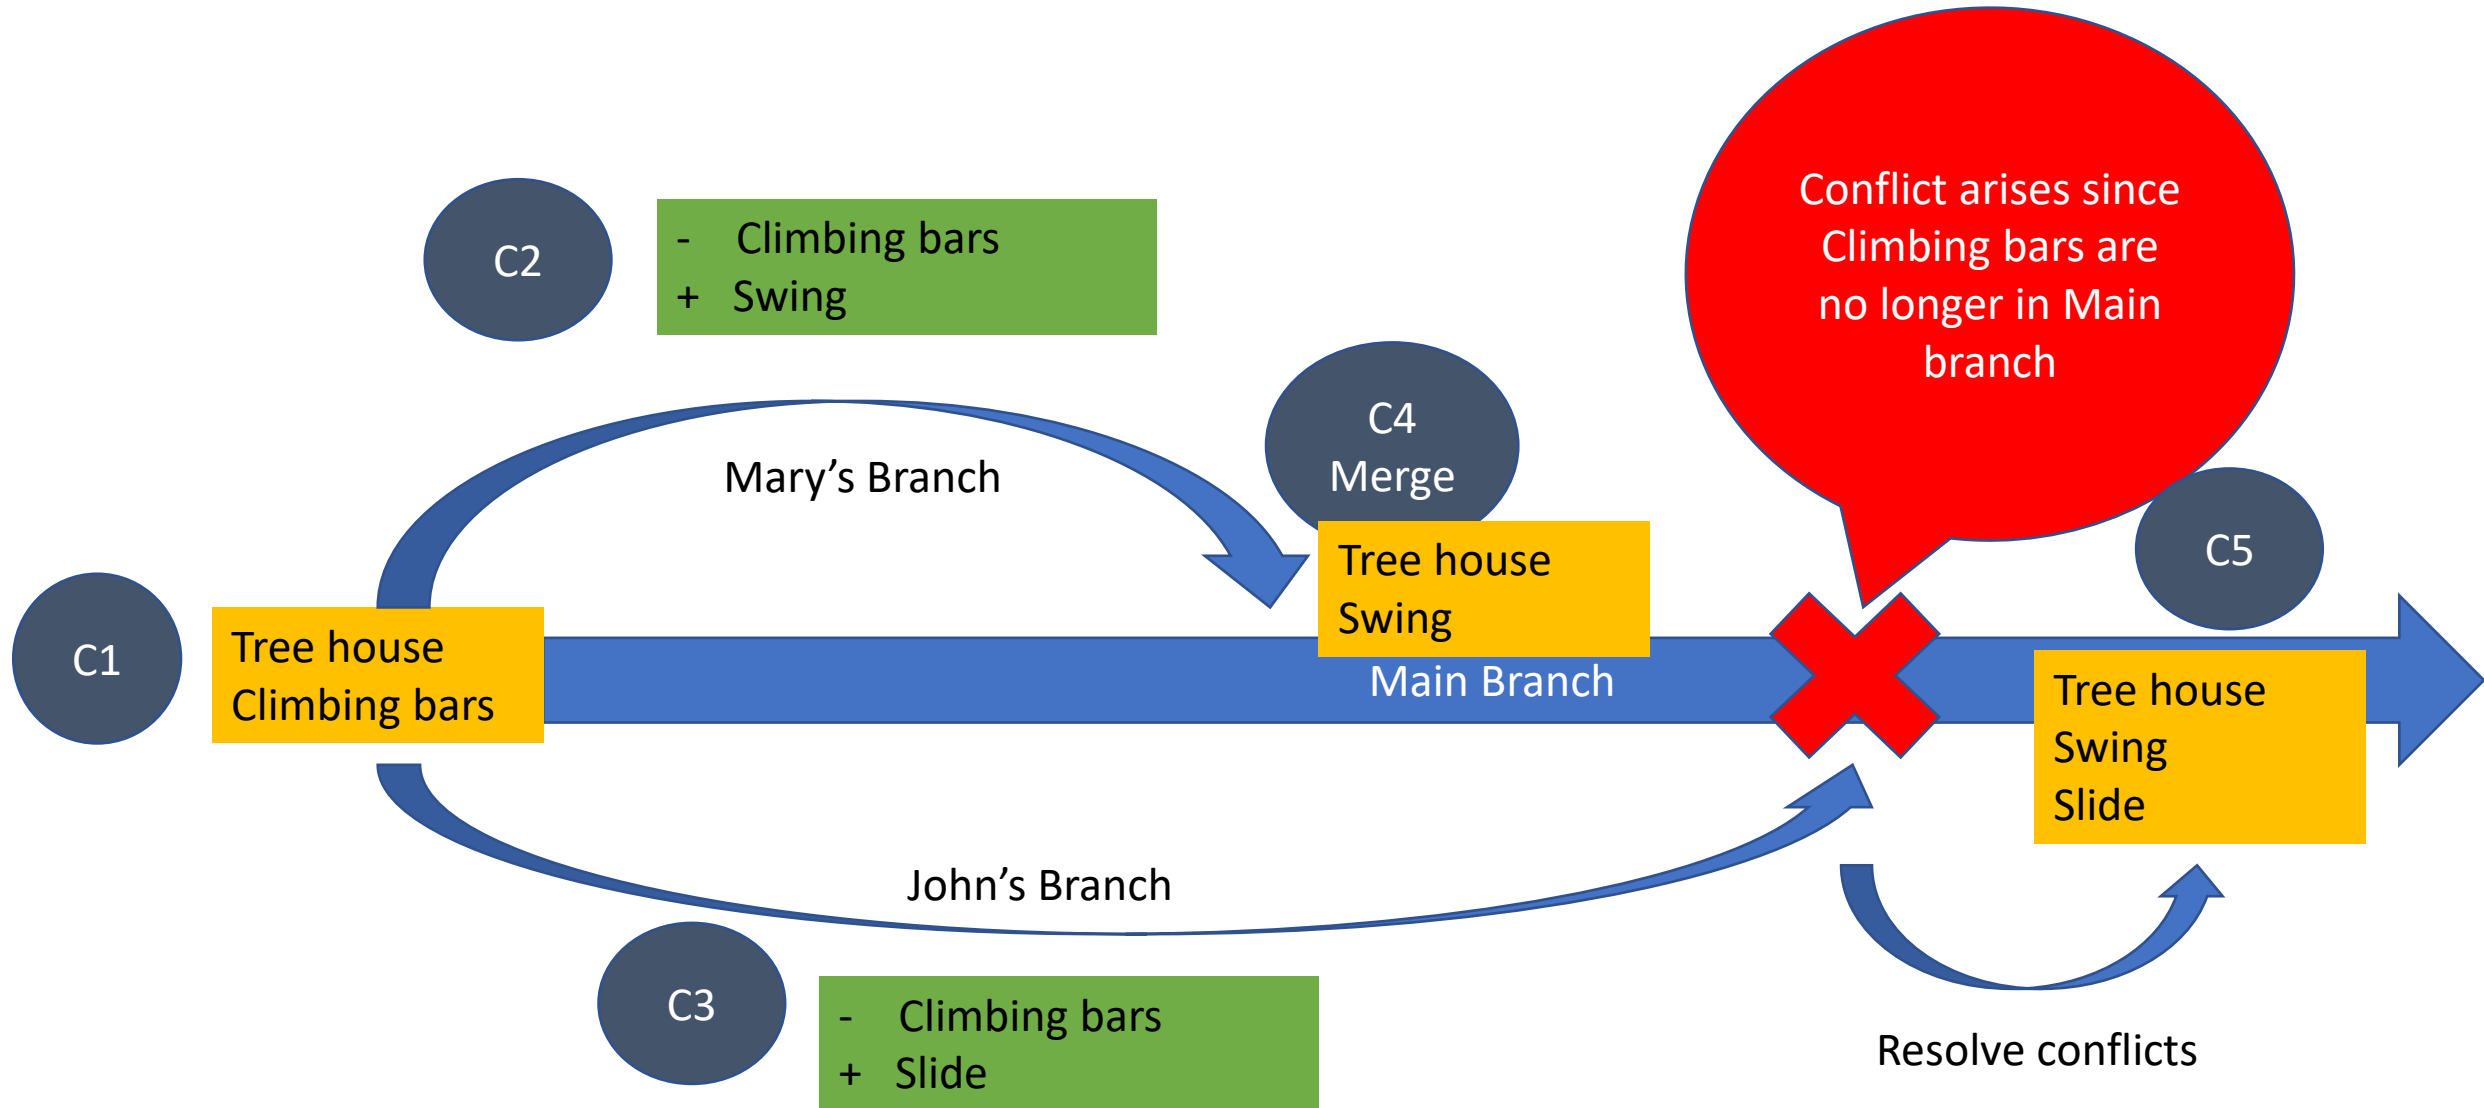 Conflict arises since
Climbing bars are
no longer in Main
branch
C2
- Climbing bars
+ Swing
C4
Merge
Mary’s Branch
Tree house
Swing
C5
C1
Tree house
Climbing bars
Main Branch
Tree house
Swing
Slide
John’s Branch
C3
- Climbing bars
+ Slide
Resolve conflicts